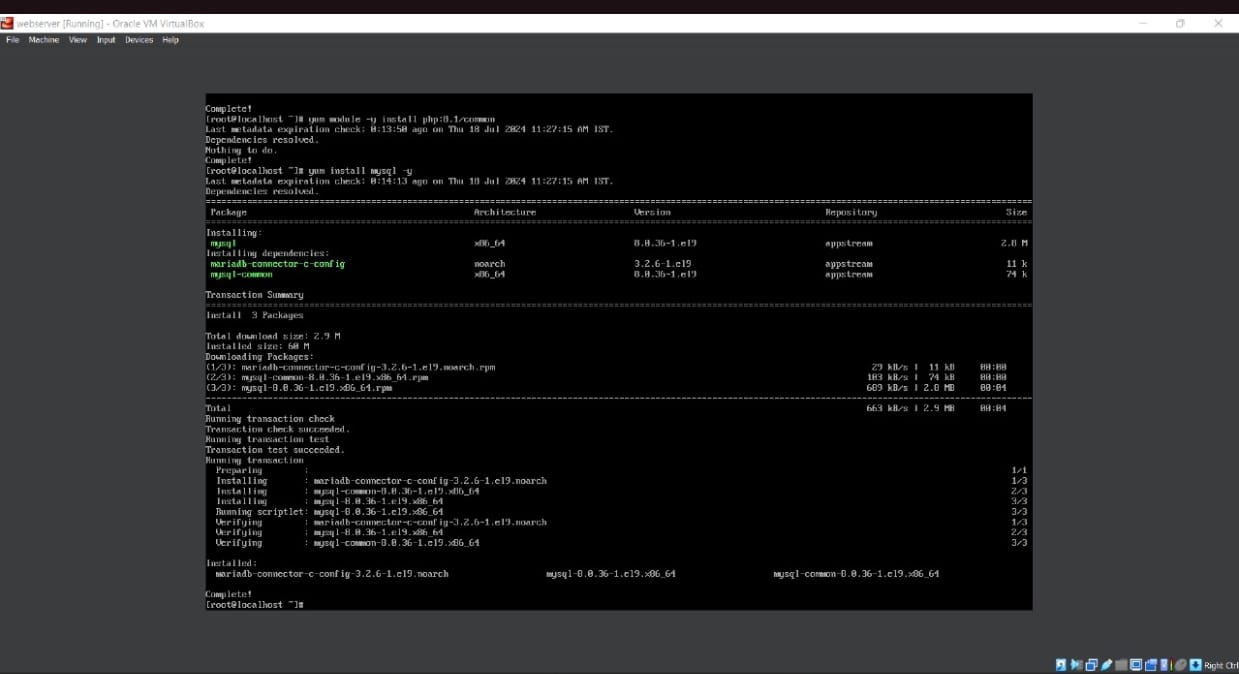 webserver [Running] - Oracle VM VirtualBox
File Machine View Input Devices Help
Complete!
[root@localhost ~]# yum module -y install php:8.1/common
Last metadata expiration check: 0:13:50 ago on Thu 18 Jul 2024 11:27:15 AM IST.
Dependencies resolved.
Nothing to do.
Complete!
[root@localhost ~]# yum install mysql -y
Last metadata expiration check: 0:14:13 ago on Thu 18 Jul 2024 11:27:15 AM IST.
Dependencies resolved.
Package Architecture Version Repository Size
Installing:
mysql x86_64 8.0.36-1.el9 appstream 2.8 M
Installing dependencies:
mariadb-connector-c-config noarch 3.2.6-1.el9 appstream 11 k
mysql-common x86_64 8.0.36-1.el9 appstream 74 k
Transaction Summary
Install 3 Packages
Total download size: 2.9 M
Installed size: 60 M
Downloading Packages:
(1/3): mariadb-connector-c-config-3.2.6-1.el9.noarch.rpm 29 kB/s | 11 kB 00:00
(2/3): mysql-common-8.0.36-1.el9.x86_64.rpm 103 kB/s | 74 kB 00:00
(3/3): mysql-8.0.36-1.el9.x86_64.rpm 689 kB/s | 2.8 MB 00:04
Total 663 kB/s | 2.9 MB 00:04
Running transaction check
Transaction check succeeded.
Running transaction test
Transaction test succeeded.
Running transaction
Preparing : 1/1
Installing : mariadb-connector-c-config-3.2.6-1.el9.noarch 1/3
Installing : mysql-common-8.0.36-1.el9.x86_64 2/3
Installing : mysql-8.0.36-1.el9.x86_64 3/3
Running scriptlet: mysql-8.0.36-1.el9.x86_64 3/3
Verifying : mariadb-connector-c-config-3.2.6-1.el9.noarch 1/3
Verifying : mysql-8.0.36-1.el9.x86_64 2/3
Verifying : mysql-common-8.0.36-1.el9.x86_64 3/3
Installed:
mariadb-connector-c-config-3.2.6-1.el9.noarch mysql-8.0.36-1.el9.x86_64 mysql-common-8.0.36-1.el9.x86_64
Complete!
[root@localhost ~]#
Right Ctrl